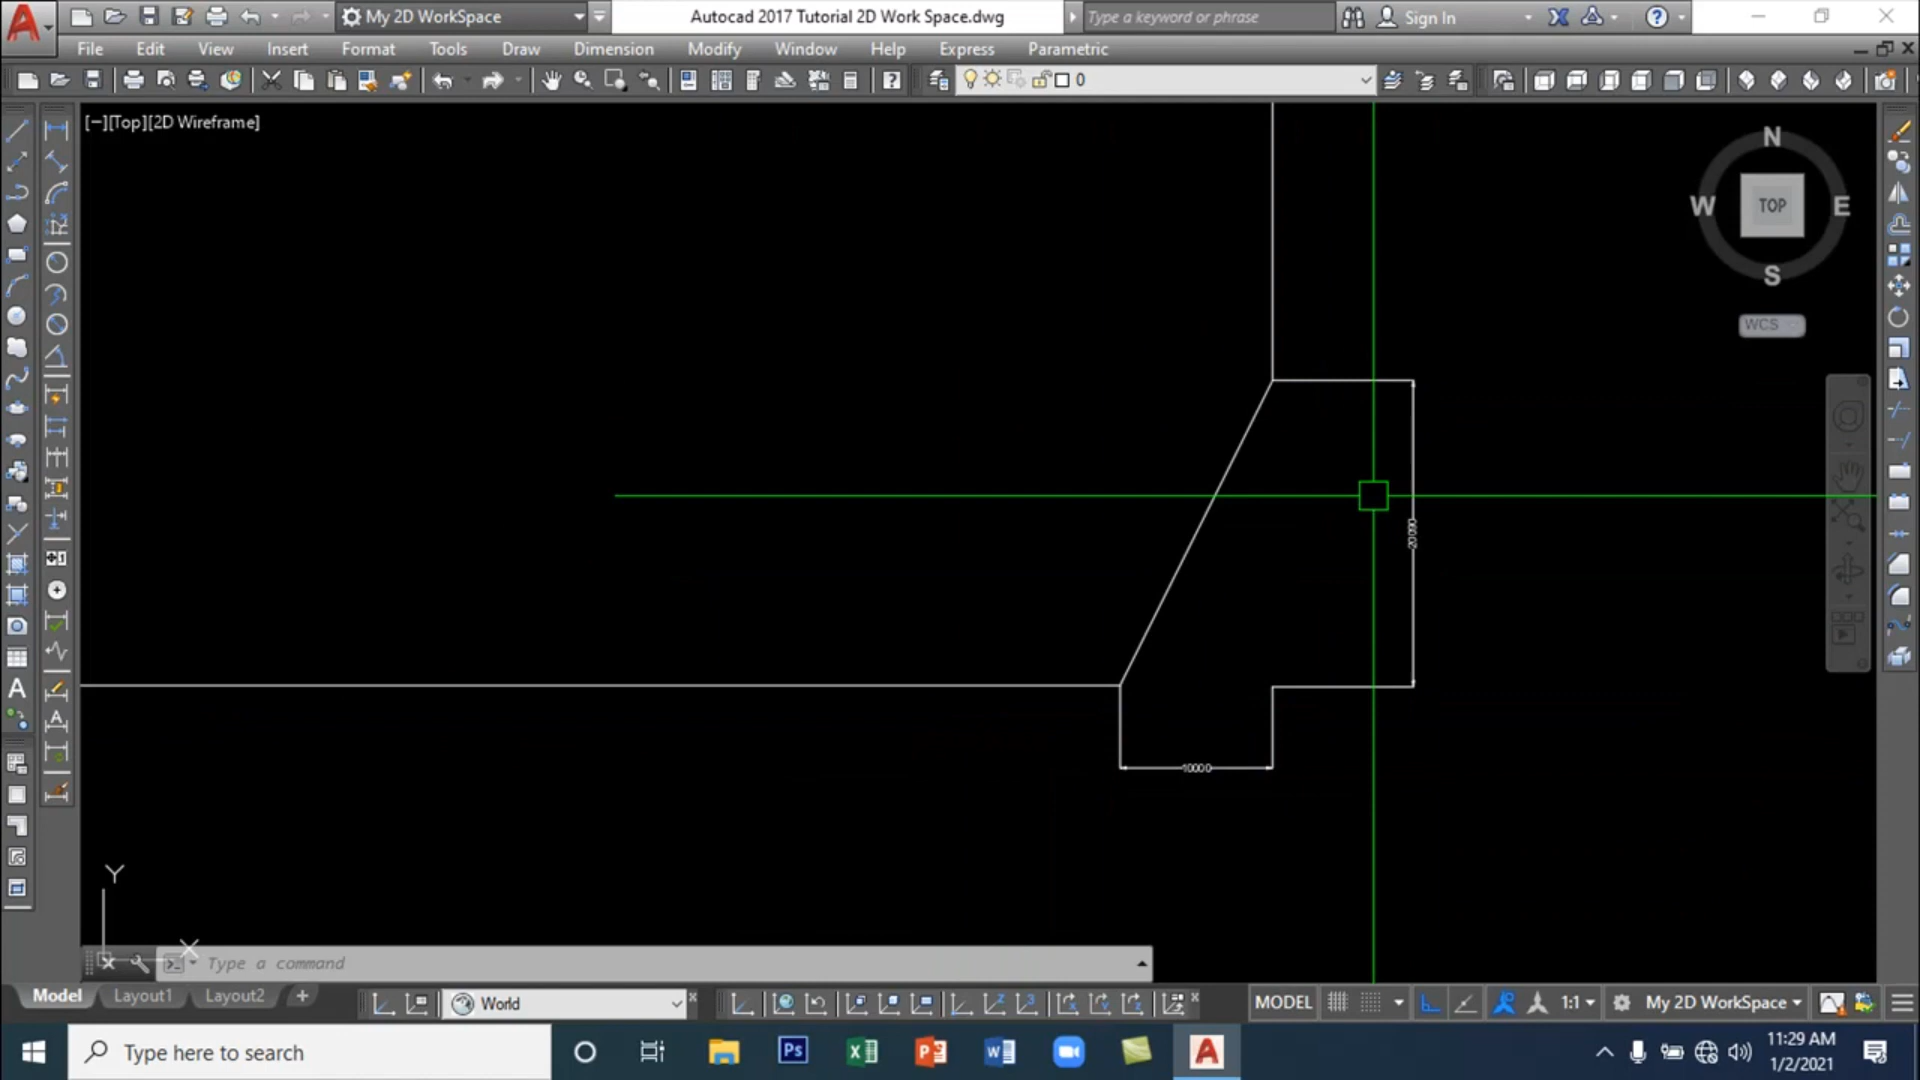 My 2D WorkSpace
Autocad 2017 Tutorial 2D Work Space.dwg
Type a keyword or phrase
Sign In
File Edit View Insert Format Tools Draw Dimension Modify Window Help Express Parametric
0
[−][Top][2D Wireframe]
N
W TOP E
S
WCS
20000
10000
Y
X
Type a command
Model Layout1 Layout2 +
World
MODEL 1:1 My 2D WorkSpace
Type here to search
11:29 AM
1/2/2021